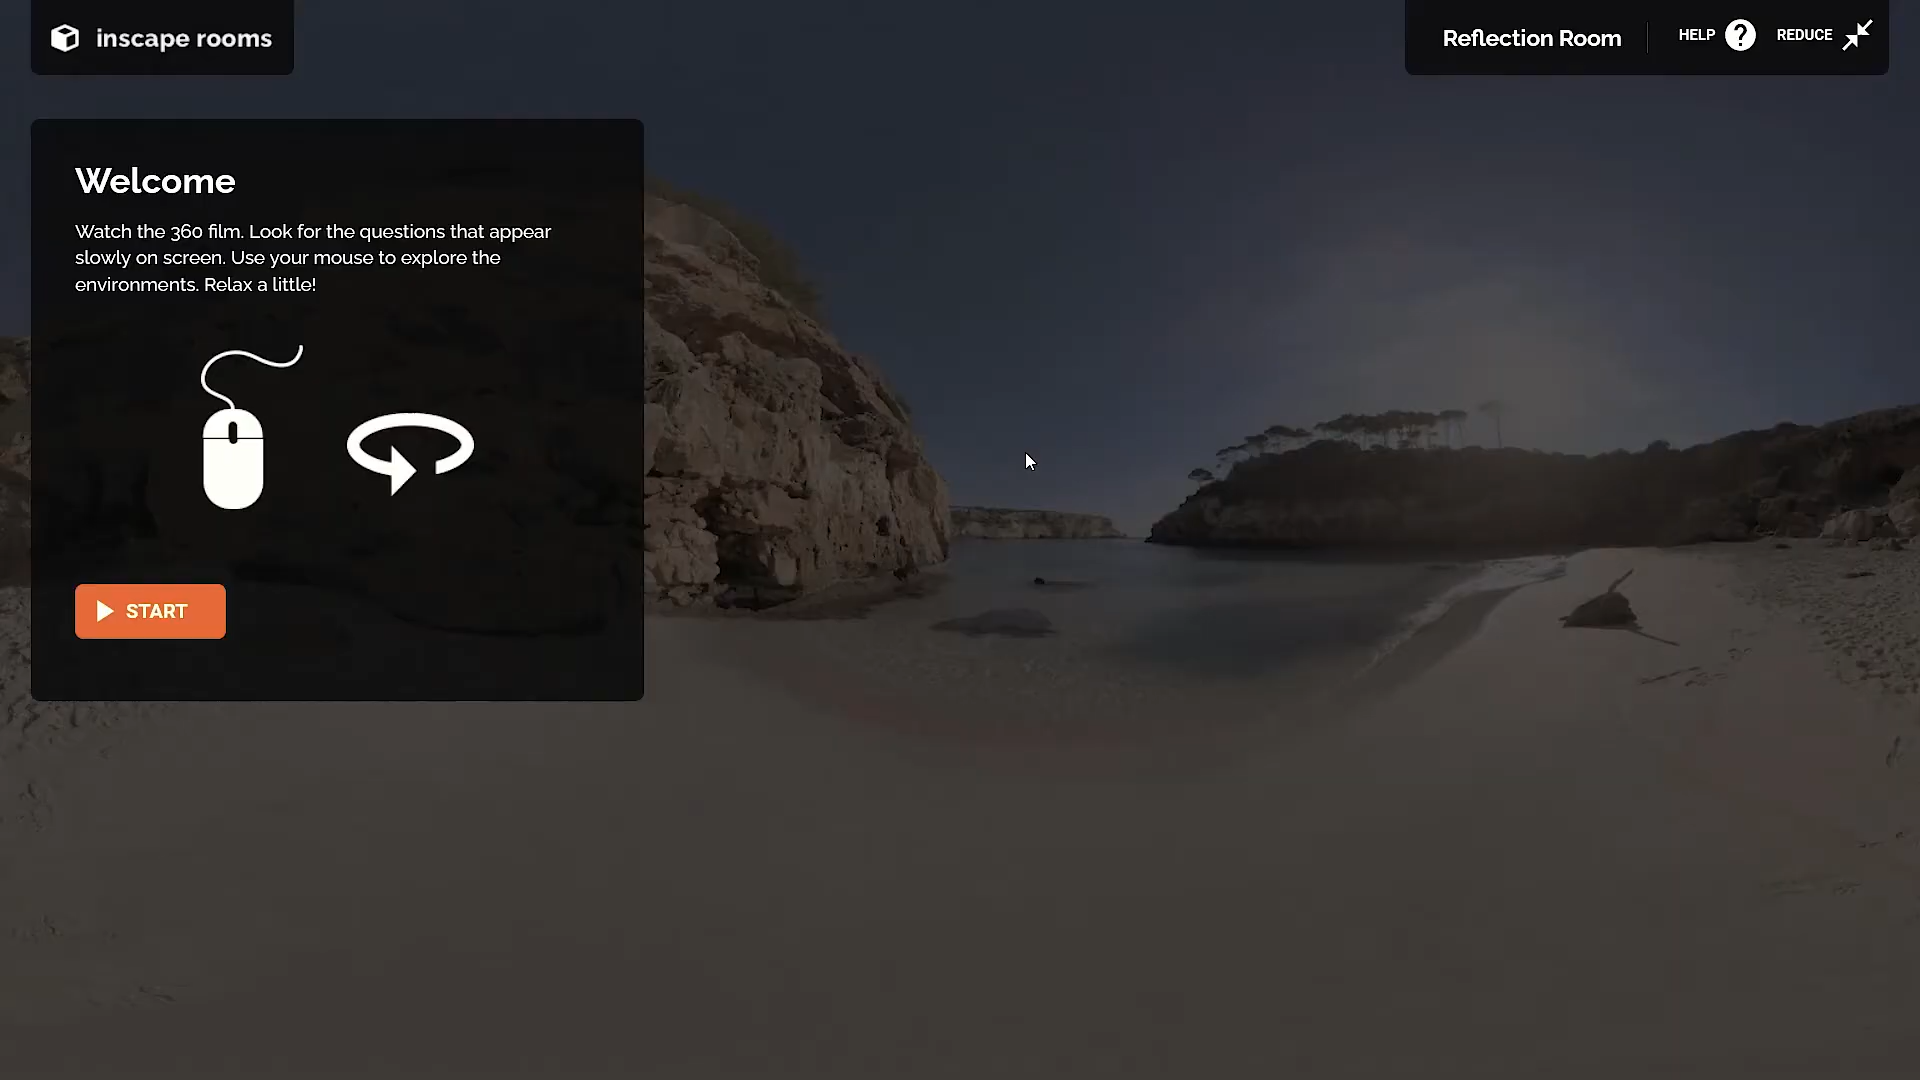 inscape rooms
Reflection Room
HELP ?
REDUCE
Welcome
Watch the 360 film. Look for the questions that appear
slowly on screen. Use your mouse to explore the
environments. Relax a little!
START